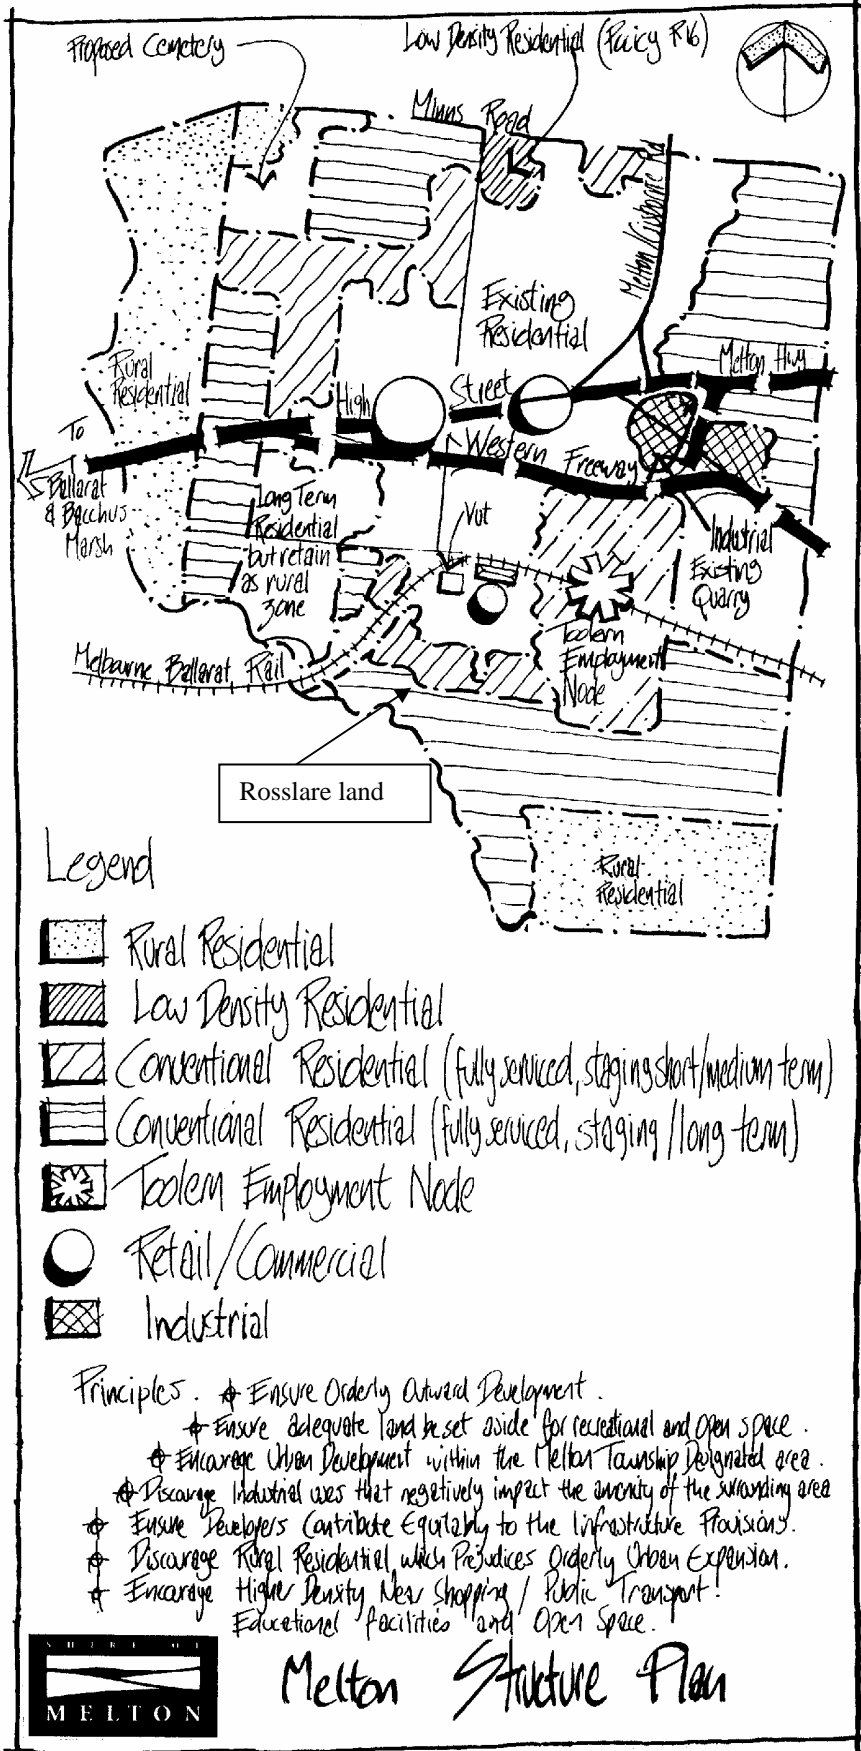 Proposed Cemetery
Low Density Residential (Policy R16)
Minns Road
Melton/Gisborne Rd
Existing
Residential
Melton Hwy
Rural
Residential
High
Street
To
Ballarat
& Bacchus
Marsh
Western
Freeway
Long Term
Residential
but retain
as rural
zone
Vut
Industrial
Existing
Quarry
Toolern
Employment
Node
Melbourne Ballarat Rail
Rosslare land
Rural
Residential
Legend
Rural Residential
Low Density Residential
Conventional Residential (fully serviced, staging short/medium term)
Conventional Residential (fully serviced, staging/long term)
Toolern Employment Node
Retail/Commercial
Industrial
Principles. Ensure Orderly Outward Development.
Ensure adequate land be set aside for recreational and open space.
Encourage Urban Development within the Melton Township Designated area.
Discourage Industrial uses that negatively impact the amenity of the surrounding area
Ensure Developers Contribute Equitably to the Infrastructure Provisions.
Discourage Rural Residential which Prejudices Orderly Urban Expansion.
Encourage Higher Density Near Shopping / Public Transport!
Educational facilities and Open Space.
SHIRE OF
MELTON
Melton Structure Plan